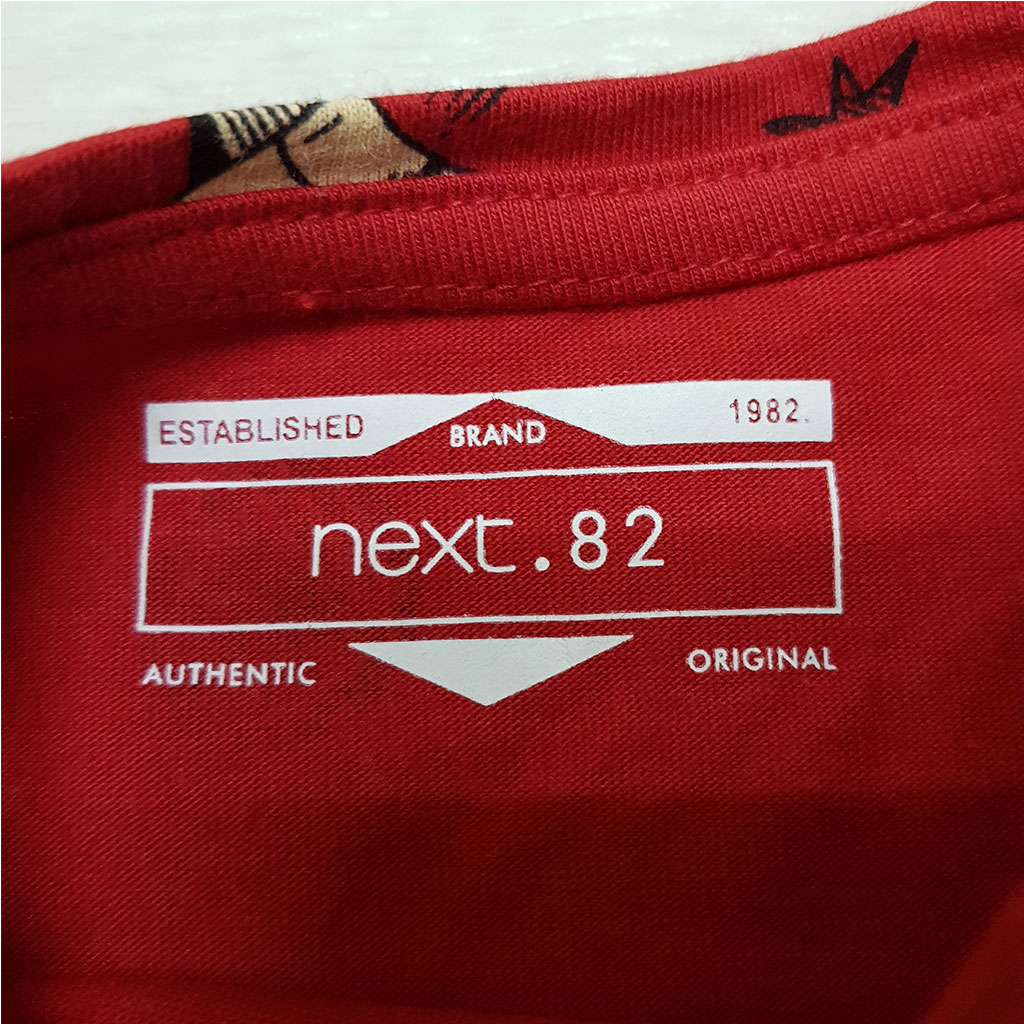 ESTABLISHED 1982.
BRAND
next.82
AUTHENTIC ORIGINAL